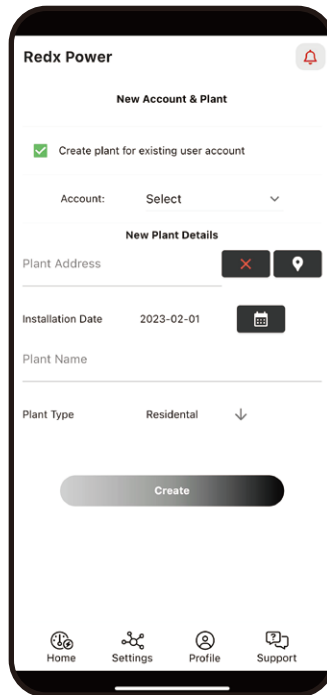 Redx Power
New Account & Plant
Create plant for existing user account
Account: Select
New Plant Details
Plant Address
Installation Date 2023-02-01
Plant Name
Plant Type Residental
Create
Home Settings Profile Support